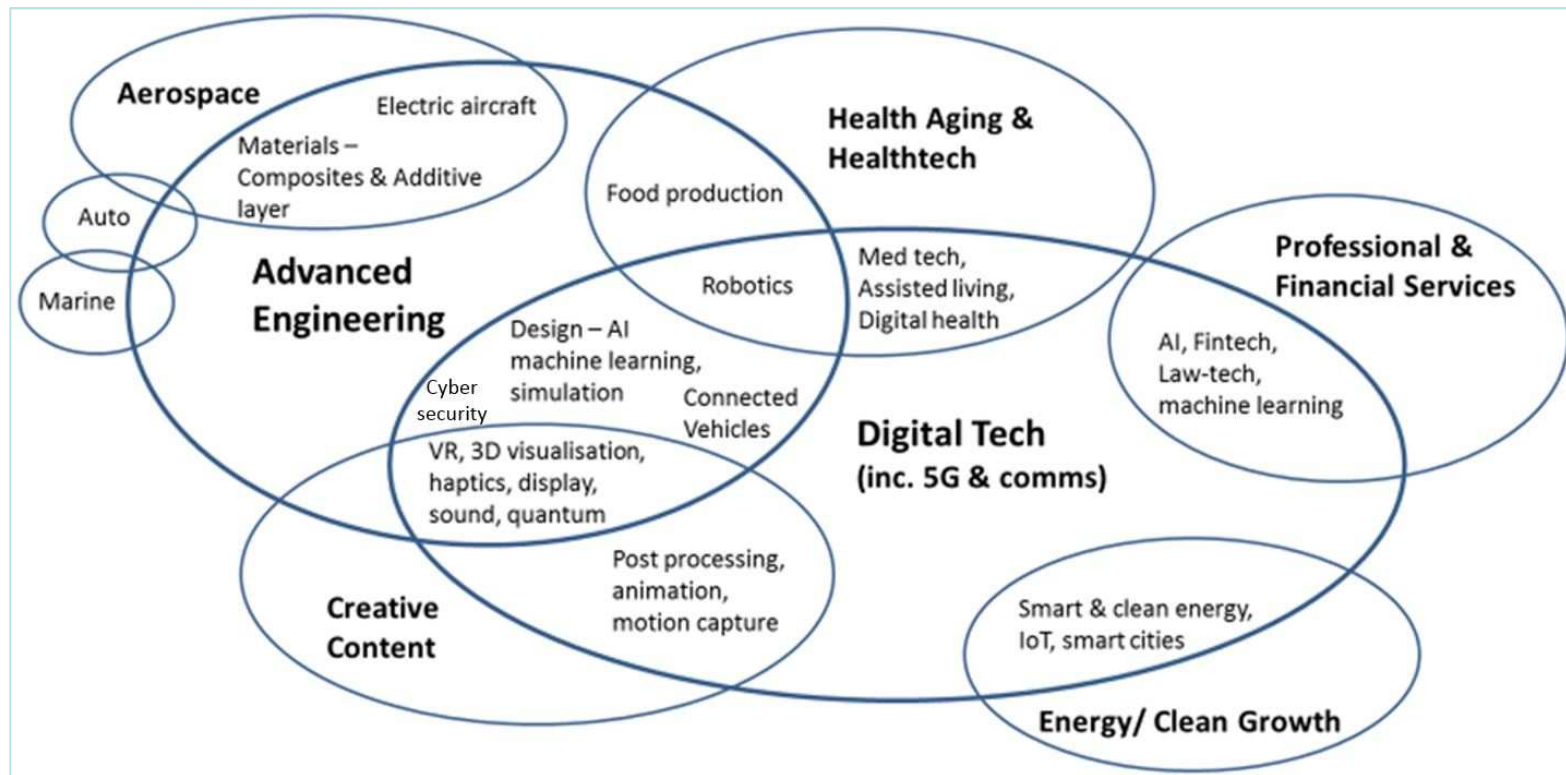 Aerospace
Electric aircraft
Materials –
Composites & Additive
layer
Auto
Marine
Advanced
Engineering
Food production
Health Aging &
Healthtech
Robotics
Med tech,
Assisted living,
Digital health
Professional &
Financial Services
AI, Fintech,
Law-tech,
machine learning
Design – AI
machine learning,
simulation
Cyber
security
Connected
Vehicles
VR, 3D visualisation,
haptics, display,
sound, quantum
Digital Tech
(inc. 5G & comms)
Post processing,
animation,
motion capture
Creative
Content
Smart & clean energy,
IoT, smart cities
Energy/ Clean Growth